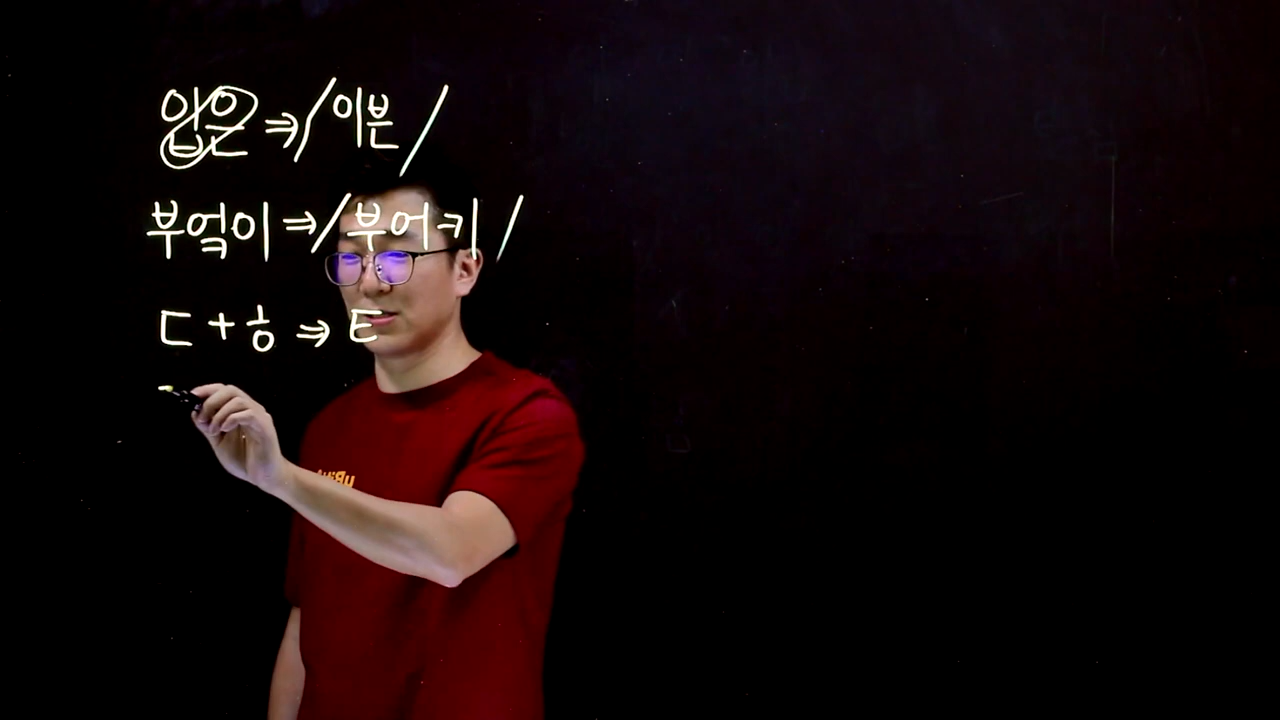 입은 ⇒ /이븐/
부엌이 ⇒ /부어키/
ㄷ + ㅎ ⇒ ㅌ